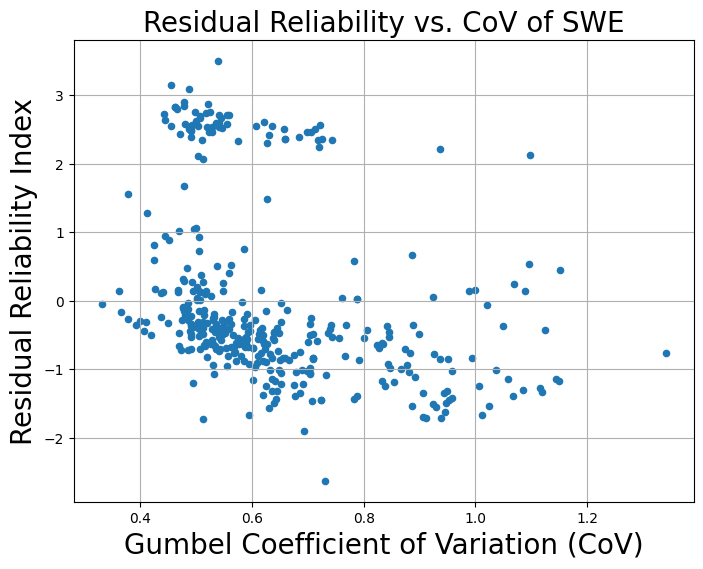 Residual Reliability vs. CoV of SWE
Residual Reliability Index
3
2
1
0
−1
−2
0.4 0.6 0.8 1.0 1.2
Gumbel Coefficient of Variation (CoV)